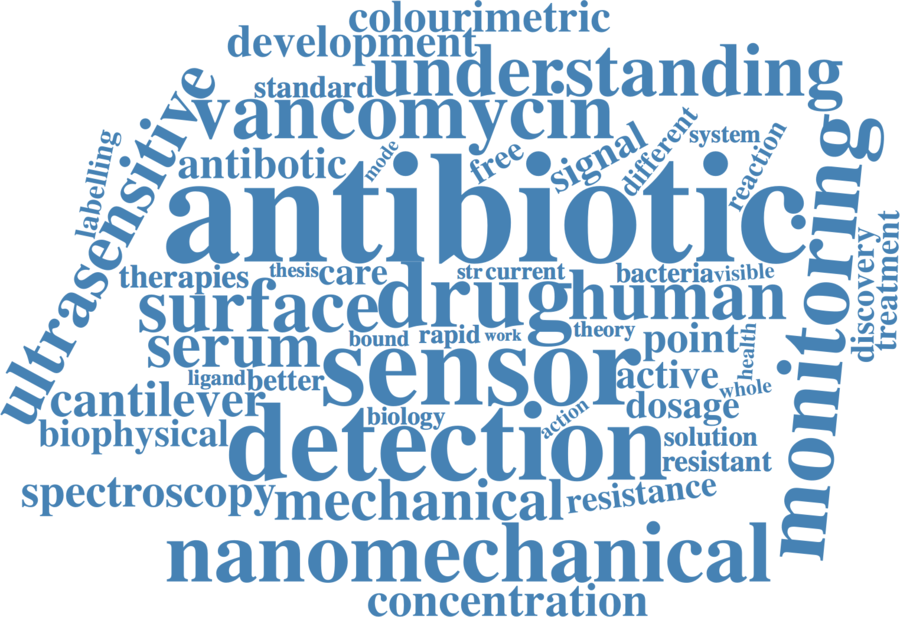 colourimetric
development
understanding
standard
vancomycin
ultrasensitive
labelling
antibotic
mode
free
signal
different
system
reaction
monitoring
antibiotic
therapies
thesis
care
str
current
bacteria
visible
discovery
treatment
surface
drug
human
bound
rapid
work
theory
point
health
serum
sensor
ligand
better
active
whole
cantilever
biology
action
dosage
biophysical
detection
solution
resistant
spectroscopy
mechanical
resistance
nanomechanical
concentration